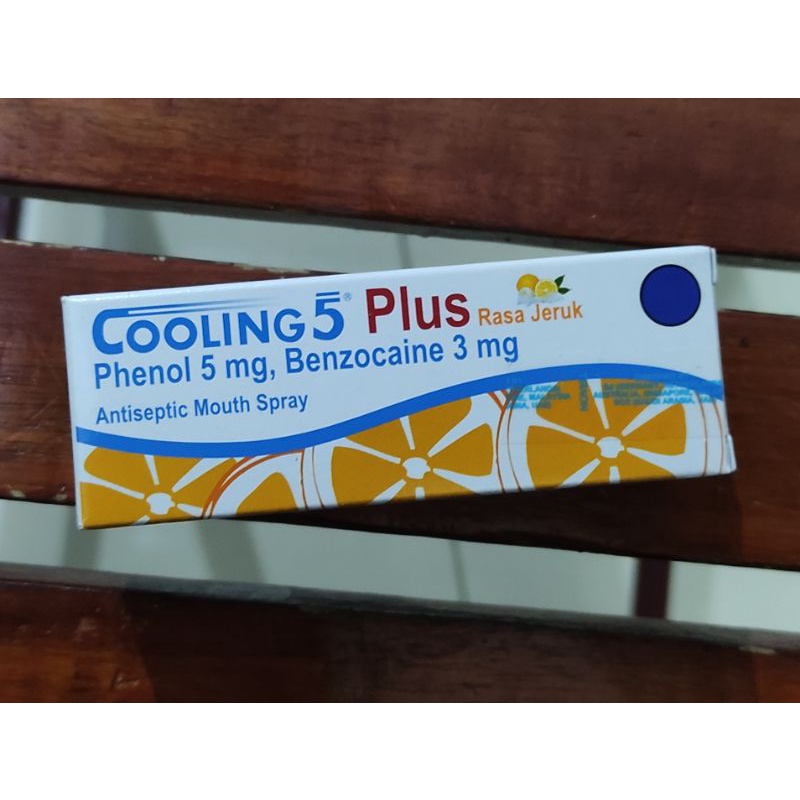 COOLING5® Plus Rasa Jeruk
Phenol 5 mg, Benzocaine 3 mg
Antiseptic Mouth Spray